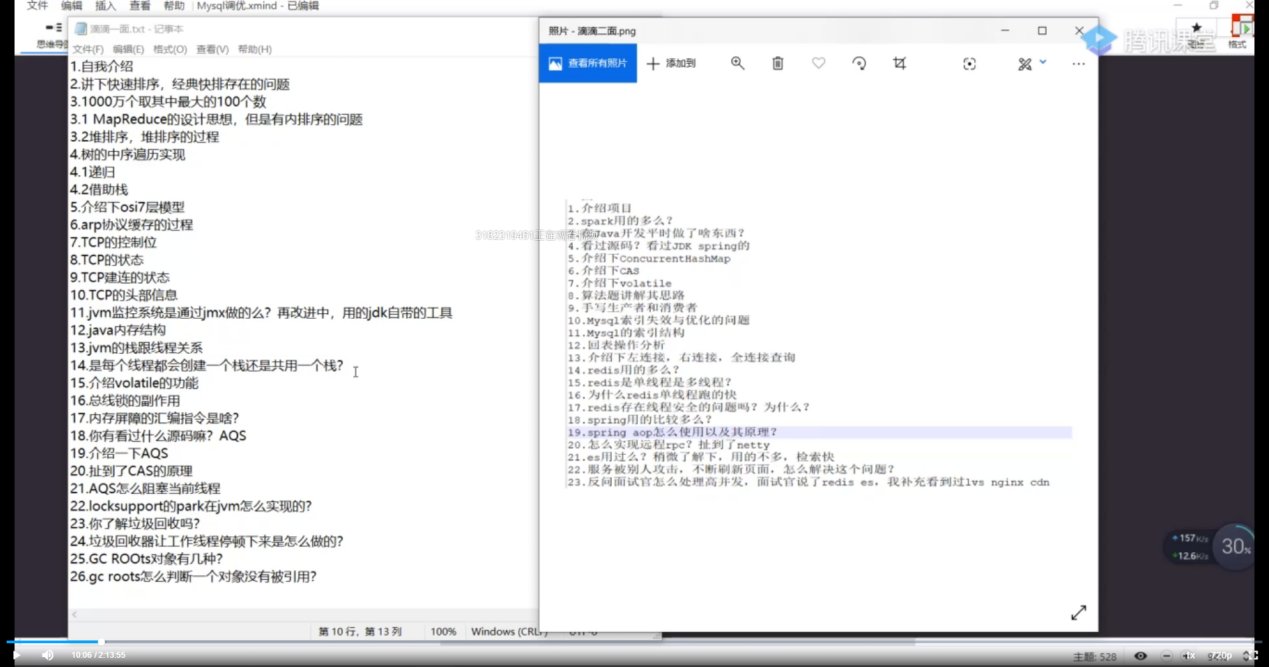 文件 编辑 插入 查看 帮助 Mysql调优.xmind - 已编辑
思维导图
格式
滴滴一面.txt - 记事本
文件(F) 编辑(E) 格式(O) 查看(V) 帮助(H)
1.自我介绍
2.讲下快速排序，经典快排存在的问题
3.1000万个取其中最大的100个数
3.1 MapReduce的设计思想，但是有内排序的问题
3.2堆排序，堆排序的过程
4.树的中序遍历实现
4.1递归
4.2借助栈
5.介绍下osi7层模型
6.arp协议缓存的过程
7.TCP的控制位
8.TCP的状态
9.TCP建连的状态
10.TCP的头部信息
11.jvm监控系统是通过jmx做的么？再改进中，用的jdk自带的工具
12.java内存结构
13.jvm的栈跟线程关系
14.是每个线程都会创建一个栈还是共用一个栈？
15.介绍volatile的功能
16.总线锁的副作用
17.内存屏障的汇编指令是啥？
18.你有看过什么源码嘛？AQS
19.介绍一下AQS
20.扯到了CAS的原理
21.AQS怎么阻塞当前线程
22.locksupport的park在jvm怎么实现的？
23.你了解垃圾回收吗？
24.垃圾回收器让工作线程停顿下来是怎么做的？
25.GC ROOts对象有几种？
26.gc roots怎么判断一个对象没有被引用？
第 10 行，第 13 列 100% Windows (CRLF) UTF-8
照片 - 滴滴二面.png
查看所有照片 添加到
腾讯课堂
1.介绍项目
2.spark用的多么？
3.在Java开发平时做了啥东西？
4.看过源码？看过JDK spring的
5.介绍下ConcurrentHashMap
6.介绍下CAS
7.介绍下volatile
8.算法题讲解其思路
9.手写生产者和消费者
10.Mysql索引失效与优化的问题
11.Mysql的索引结构
12.回表操作分析
13.介绍下左连接，右连接，全连接查询
14.redis用的多么？
15.redis是单线程是多线程？
16.为什么redis单线程跑的快
17.redis存在线程安全的问题吗？为什么？
18.spring用的比较多么？
19.spring aop怎么使用以及其原理？
20.怎么实现远程rpc？扯到了netty
21.es用过么？稍微了解下，用的不多，检索快
22.服务被别人攻击，不断刷新页面，怎么解决这个问题？
23.反问面试官怎么处理高并发，面试官说了redis es，我补充看到过lvs nginx cdn
157K/s
12.6K/s
30%
10:06 / 2:13:55
主题: 528
1x 720p